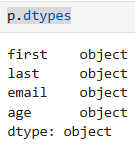 p.dtypes
first    object
last     object
email    object
age      object
dtype: object